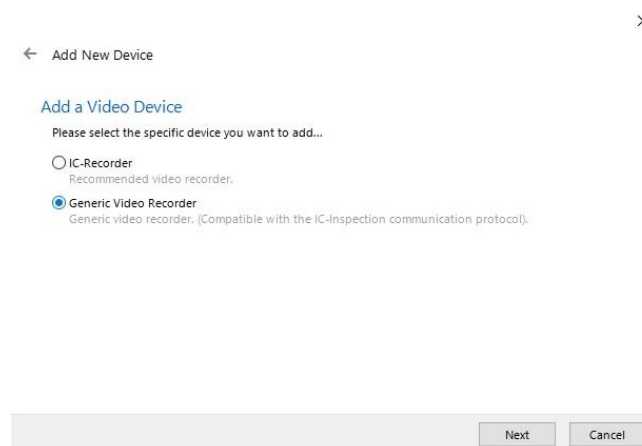 Add New Device
Add a Video Device
Please select the specific device you want to add...
IC-Recorder
Recommended video recorder.
Generic Video Recorder
Generic video recorder. (Compatible with the IC-Inspection communication protocol).
Next Cancel